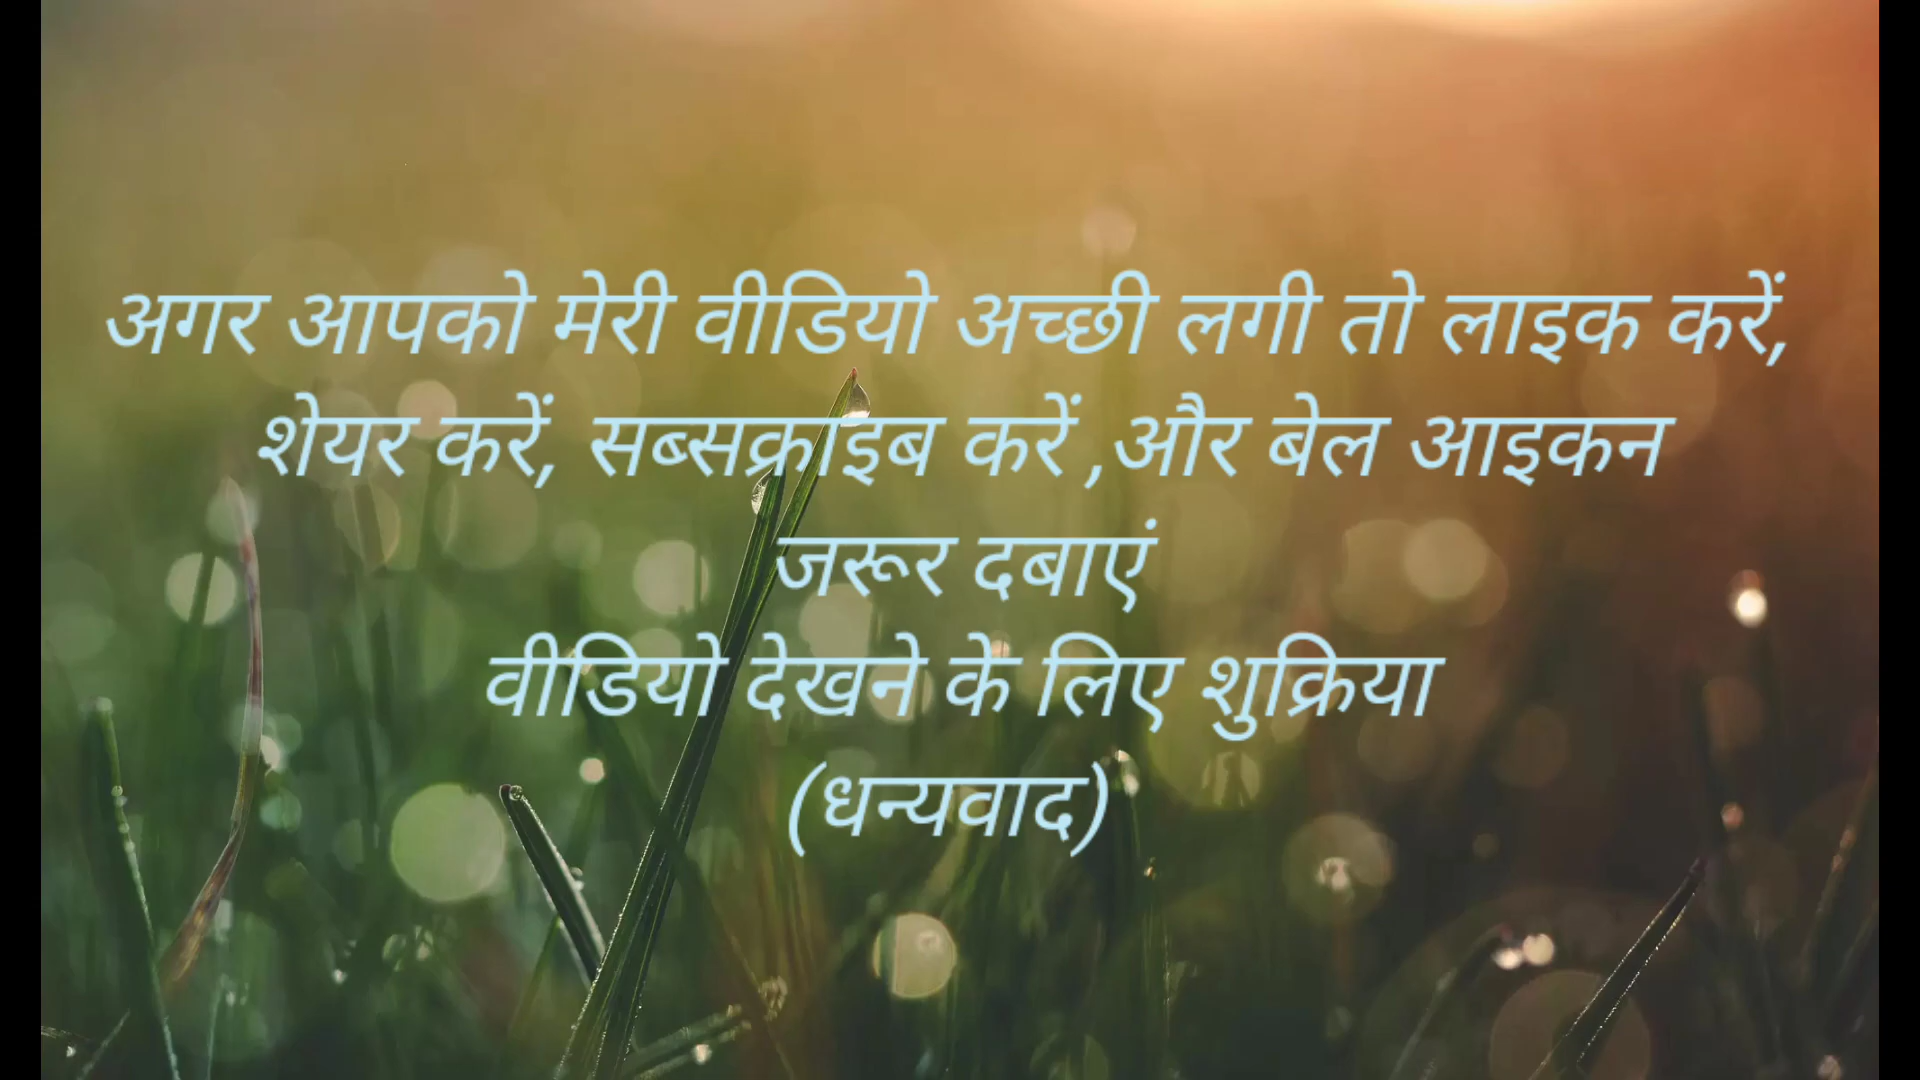 अगर आपको मेरी वीडियो अच्छी लगी तो लाइक करें,
शेयर करें, सब्सक्राइब करें ,और बेल आइकन
जरूर दबाएं
वीडियो देखने के लिए शुक्रिया
(धन्यवाद)